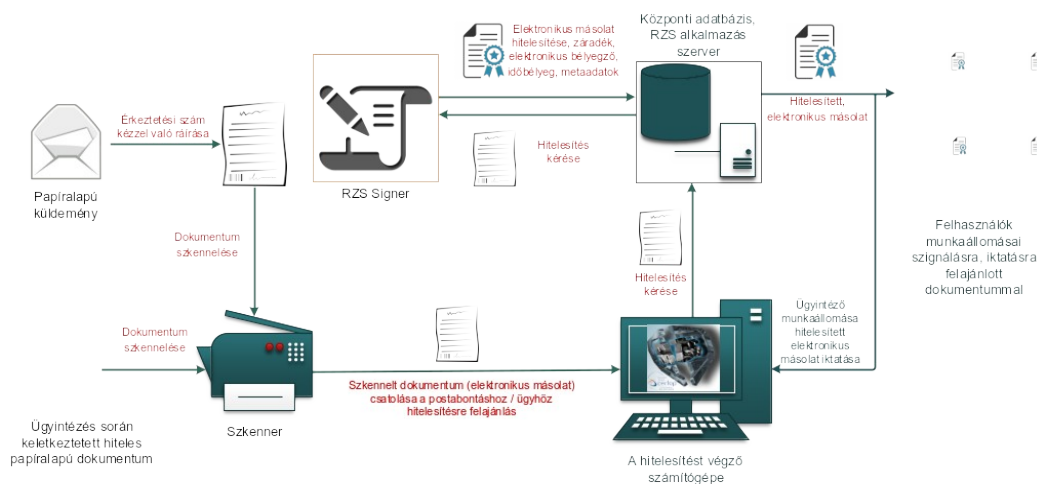 Elektronikus másolat
hitelesítése, záradék,
elektronikus bélyegző,
időbélyeg, metaadatok
Központi adatbázis,
RZS alkalmazás
szerver
Érkeztetési szám
kézzel való ráírása
Hitelesített,
elektronikus másolat
Hitelesítés
kérése
Papíralapú
küldemény
RZS Signer
Dokumentum
szkennelése
Felhasználók
munkaállomásai
szignálásra, iktatásra
felajánlott
dokumentummal
Hitelesítés
kérése
Dokumentum
szkennelése
Ügyintéző
munkaállomása
hitelesített
elektronikus
másolat iktatása
Szkennelt dokumentum (elektronikus másolat)
csatolása a postabontáshoz / ügyhöz
hitelesítésre felajánlás
Ügyintézés során
keletkeztetett hiteles
papíralapú dokumentum
Szkenner
A hitelesítést végző
számítógépe